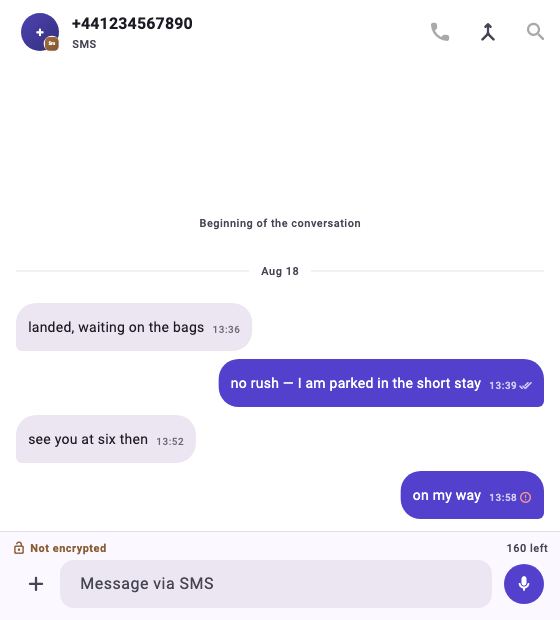 +441234567890
SMS
Beginning of the conversation
Aug 18
landed, waiting on the bags 13:36
no rush — I am parked in the short stay 13:39
see you at six then 13:52
on my way 13:58
Not encrypted
160 left
Message via SMS